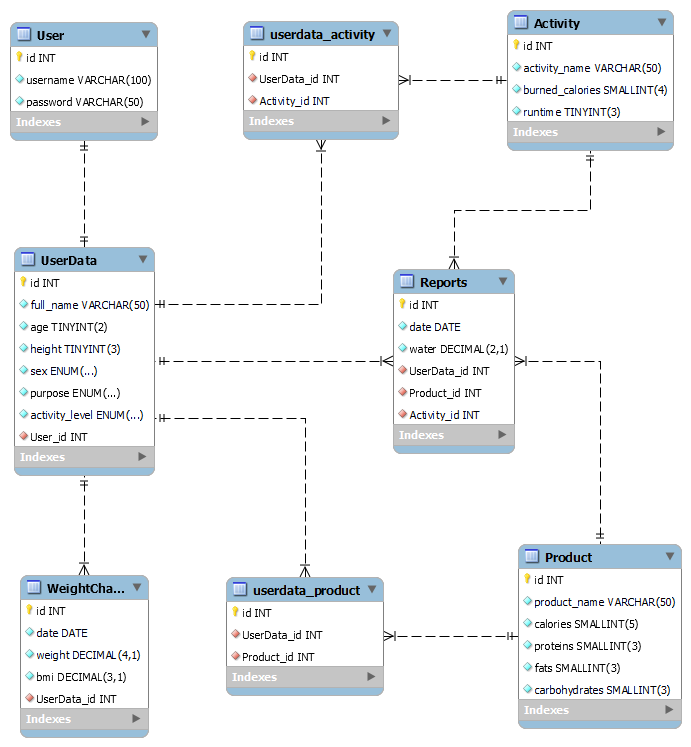 User
id INT
username VARCHAR(100)
password VARCHAR(50)
Indexes
userdata_activity
id INT
UserData_id INT
Activity_id INT
Indexes
Activity
id INT
activity_name VARCHAR(50)
burned_calories SMALLINT(4)
runtime TINYINT(3)
Indexes
UserData
id INT
full_name VARCHAR(50)
age TINYINT(2)
height TINYINT(3)
sex ENUM(...)
purpose ENUM(...)
activity_level ENUM(...)
User_id INT
Indexes
Reports
id INT
date DATE
water DECIMAL(2,1)
UserData_id INT
Product_id INT
Activity_id INT
Indexes
WeightCha...
id INT
date DATE
weight DECIMAL(4,1)
bmi DECIMAL(3,1)
UserData_id INT
Indexes
userdata_product
id INT
UserData_id INT
Product_id INT
Indexes
Product
id INT
product_name VARCHAR(50)
calories SMALLINT(5)
proteins SMALLINT(3)
fats SMALLINT(3)
carbohydrates SMALLINT(3)
Indexes